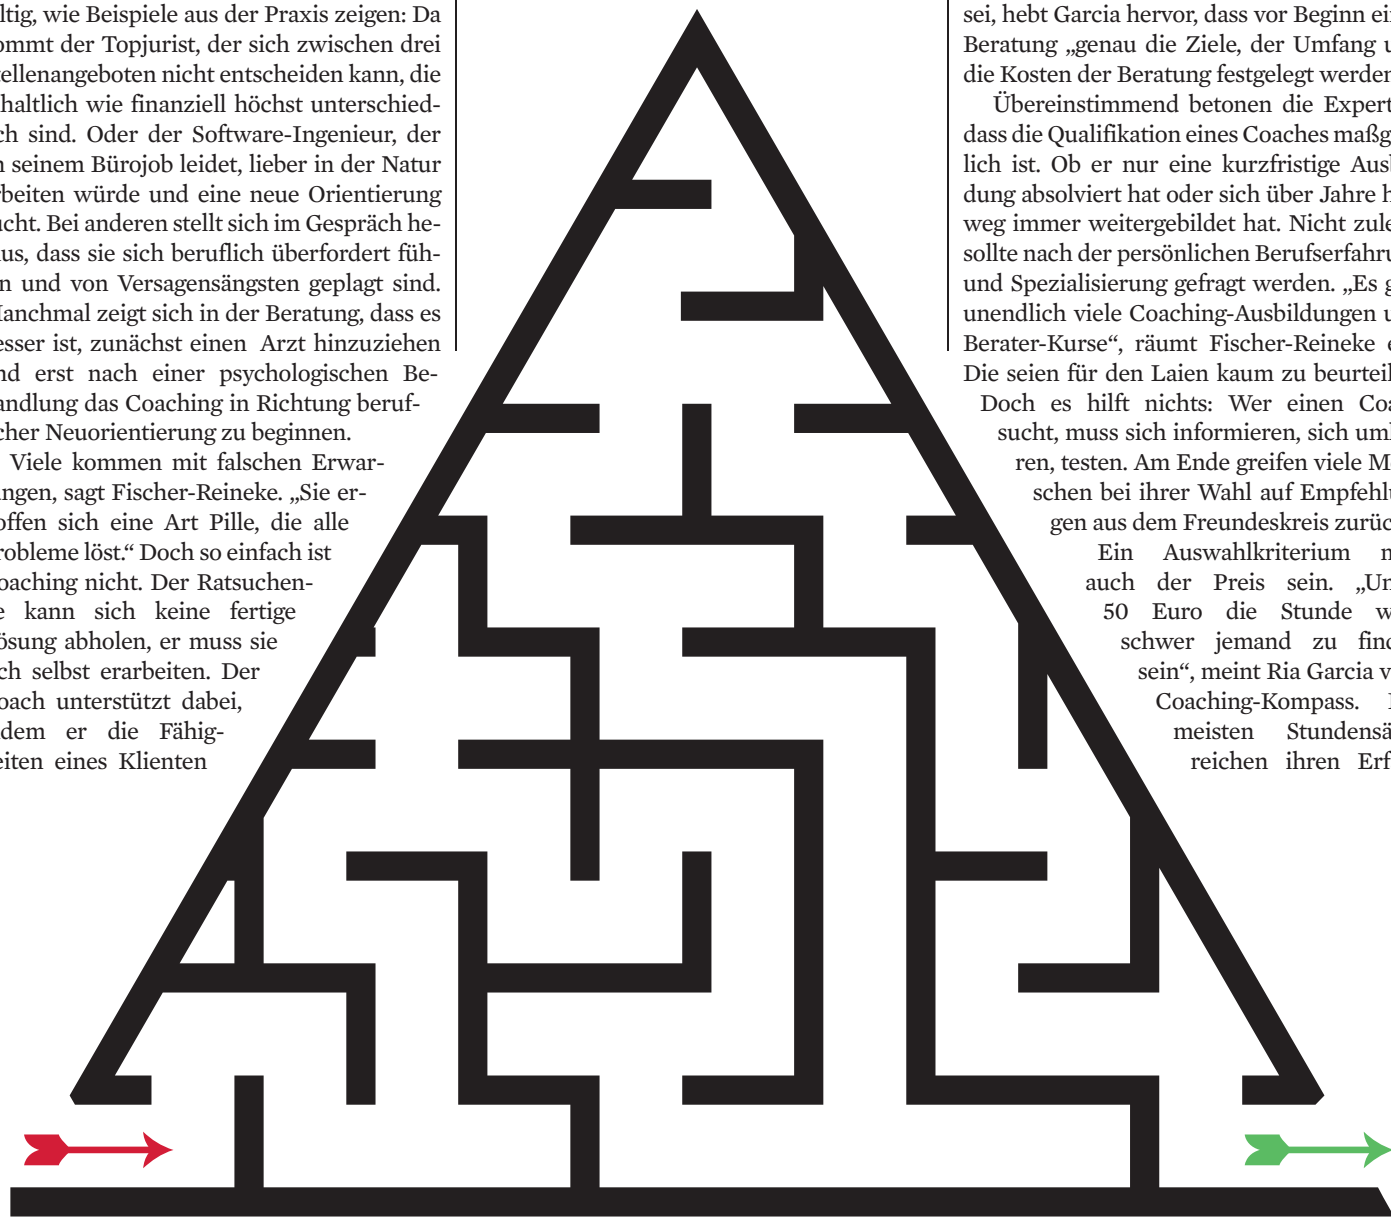 ltig, wie Beispiele aus der Praxis zeigen: Da
ommt der Topjurist, der sich zwischen drei
tellenangeboten nicht entscheiden kann, die
haltlich wie finanziell höchst unterschied-
ch sind. Oder der Software-Ingenieur, der
n seinem Bürojob leidet, lieber in der Natur
rbeiten würde und eine neue Orientierung
ucht. Bei anderen stellt sich im Gespräch he-
us, dass sie sich beruflich überfordert füh-
n und von Versagensängsten geplagt sind.
Manchmal zeigt sich in der Beratung, dass es
esser ist, zunächst einen Arzt hinzuziehen
nd erst nach einer psychologischen Be-
andlung das Coaching in Richtung beruf-
cher Neuorientierung zu beginnen.
Viele kommen mit falschen Erwar-
ungen, sagt Fischer-Reineke. „Sie er-
offen sich eine Art Pille, die alle
robleme löst.“ Doch so einfach ist
oaching nicht. Der Ratsuchen-
e kann sich keine fertige
ösung abholen, er muss sie
ch selbst erarbeiten. Der
oach unterstützt dabei,
dem er die Fähig-
eiten eines Klienten
sei, hebt Garcia hervor, dass vor Beginn ein
Beratung „genau die Ziele, der Umfang u
die Kosten der Beratung festgelegt werden
Übereinstimmend betonen die Expert
dass die Qualifikation eines Coaches maßg
lich ist. Ob er nur eine kurzfristige Ausb
dung absolviert hat oder sich über Jahre h
weg immer weitergebildet hat. Nicht zule
sollte nach der persönlichen Berufserfahru
und Spezialisierung gefragt werden. „Es g
unendlich viele Coaching-Ausbildungen u
Berater-Kurse“, räumt Fischer-Reineke e
Die seien für den Laien kaum zu beurteil
Doch es hilft nichts: Wer einen Coa
sucht, muss sich informieren, sich umh
ren, testen. Am Ende greifen viele M
schen bei ihrer Wahl auf Empfehlu
gen aus dem Freundeskreis zurück
Ein Auswahlkriterium m
auch der Preis sein. „Un
50 Euro die Stunde w
schwer jemand zu find
sein“, meint Ria Garcia v
Coaching-Kompass.
meisten Stundensä
reichen ihren Erf